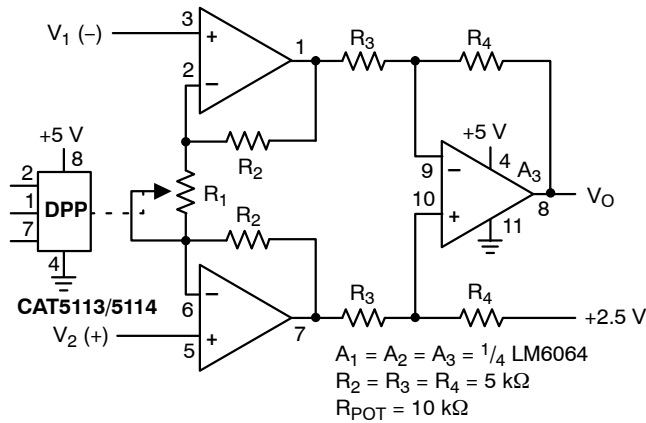 V1 (–)
3
+
1
2
–
R3
R4
R2
+5 V
8
2
1
7
DPP
4
CAT5113/5114
R1
R2
+5 V
4
A3
9
–
10
+
11
8
VO
6
–
V2 (+)
5
+
7
R3
R4
+2.5 V
A1 = A2 = A3 = 1/4 LM6064
R2 = R3 = R4 = 5 kΩ
RPOT = 10 kΩ